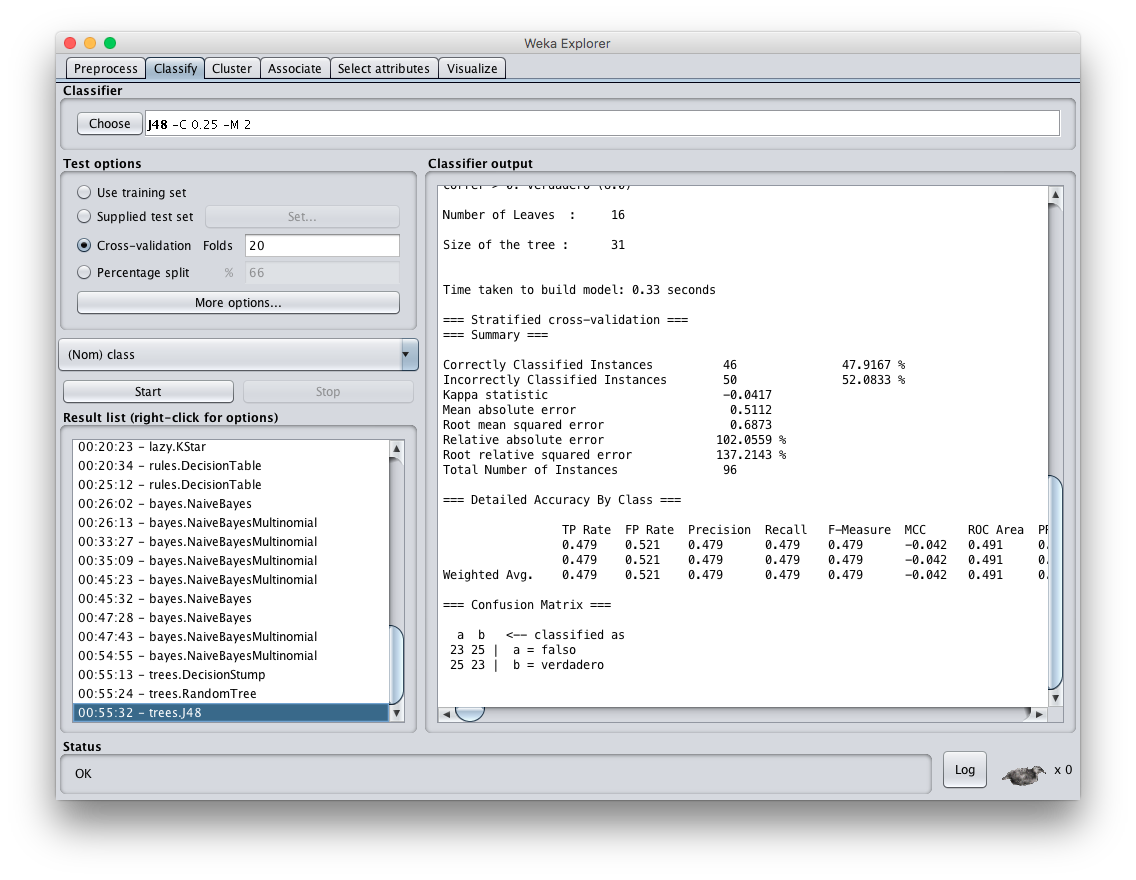 Weka Explorer
Preprocess Classify Cluster Associate Select attributes Visualize
Classifier
Choose J48 -C 0.25 -M 2
Test options
Use training set
Supplied test set Set...
Cross-validation Folds 20
Percentage split % 66
More options...
(Nom) class
Start Stop
Result list (right-click for options)
00:20:23 - lazy.KStar
00:20:34 - rules.DecisionTable
00:25:12 - rules.DecisionTable
00:26:02 - bayes.NaiveBayes
00:26:13 - bayes.NaiveBayesMultinomial
00:33:27 - bayes.NaiveBayesMultinomial
00:35:09 - bayes.NaiveBayesMultinomial
00:45:23 - bayes.NaiveBayesMultinomial
00:45:32 - bayes.NaiveBayes
00:47:28 - bayes.NaiveBayes
00:47:43 - bayes.NaiveBayesMultinomial
00:54:55 - bayes.NaiveBayesMultinomial
00:55:13 - trees.DecisionStump
00:55:24 - trees.RandomTree
00:55:32 - trees.J48
Classifier output
Number of Leaves : 16
Size of the tree : 31
Time taken to build model: 0.33 seconds
=== Stratified cross-validation ===
=== Summary ===
Correctly Classified Instances 46 47.9167 %
Incorrectly Classified Instances 50 52.0833 %
Kappa statistic -0.0417
Mean absolute error 0.5112
Root mean squared error 0.6873
Relative absolute error 102.0559 %
Root relative squared error 137.2143 %
Total Number of Instances 96
=== Detailed Accuracy By Class ===
TP Rate FP Rate Precision Recall F-Measure MCC ROC Area
0.479 0.521 0.479 0.479 0.479 -0.042 0.491
0.479 0.521 0.479 0.479 0.479 -0.042 0.491
Weighted Avg. 0.479 0.521 0.479 0.479 0.479 -0.042 0.491
=== Confusion Matrix ===
a b <-- classified as
23 25 | a = falso
25 23 | b = verdadero
Status
OK
Log x 0